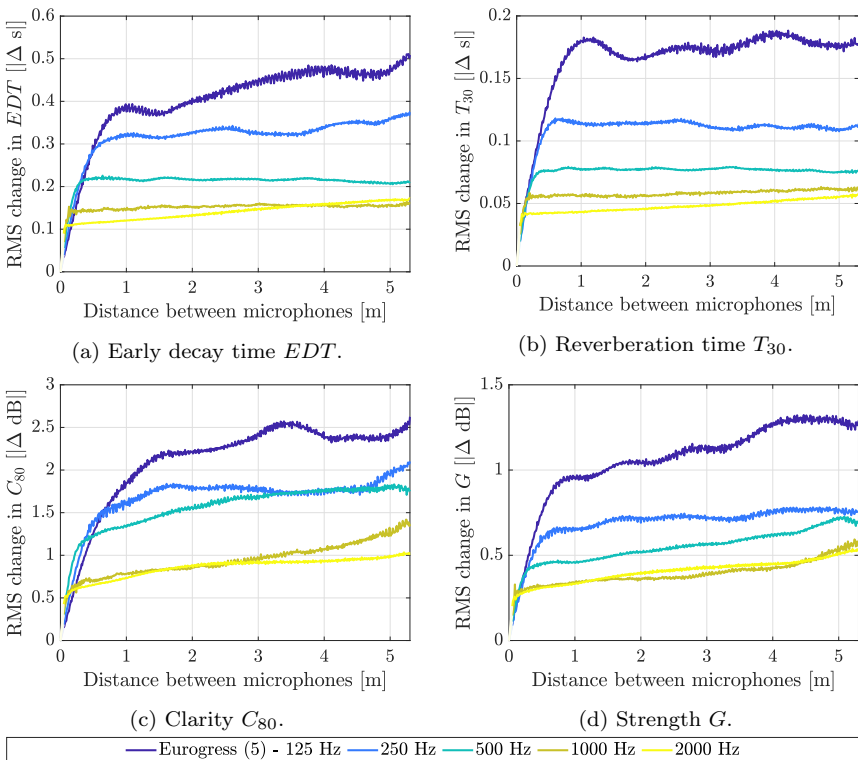 0.6
0.5
0.4
0.3
0.2
0.1
0
RMS change in EDT [|Δ s|]
0 1 2 3 4 5
Distance between microphones [m]
(a) Early decay time EDT.
0.2
0.15
0.1
0.05
0
RMS change in T30 [|Δ s|]
0 1 2 3 4 5
Distance between microphones [m]
(b) Reverberation time T30.
3
2.5
2
1.5
1
0.5
0
RMS change in C80 [|Δ dB|]
0 1 2 3 4 5
Distance between microphones [m]
(c) Clarity C80.
1.5
1
0.5
0
RMS change in G [|Δ dB|]
0 1 2 3 4 5
Distance between microphones [m]
(d) Strength G.
Eurogress (5) - 125 Hz 250 Hz 500 Hz 1000 Hz 2000 Hz